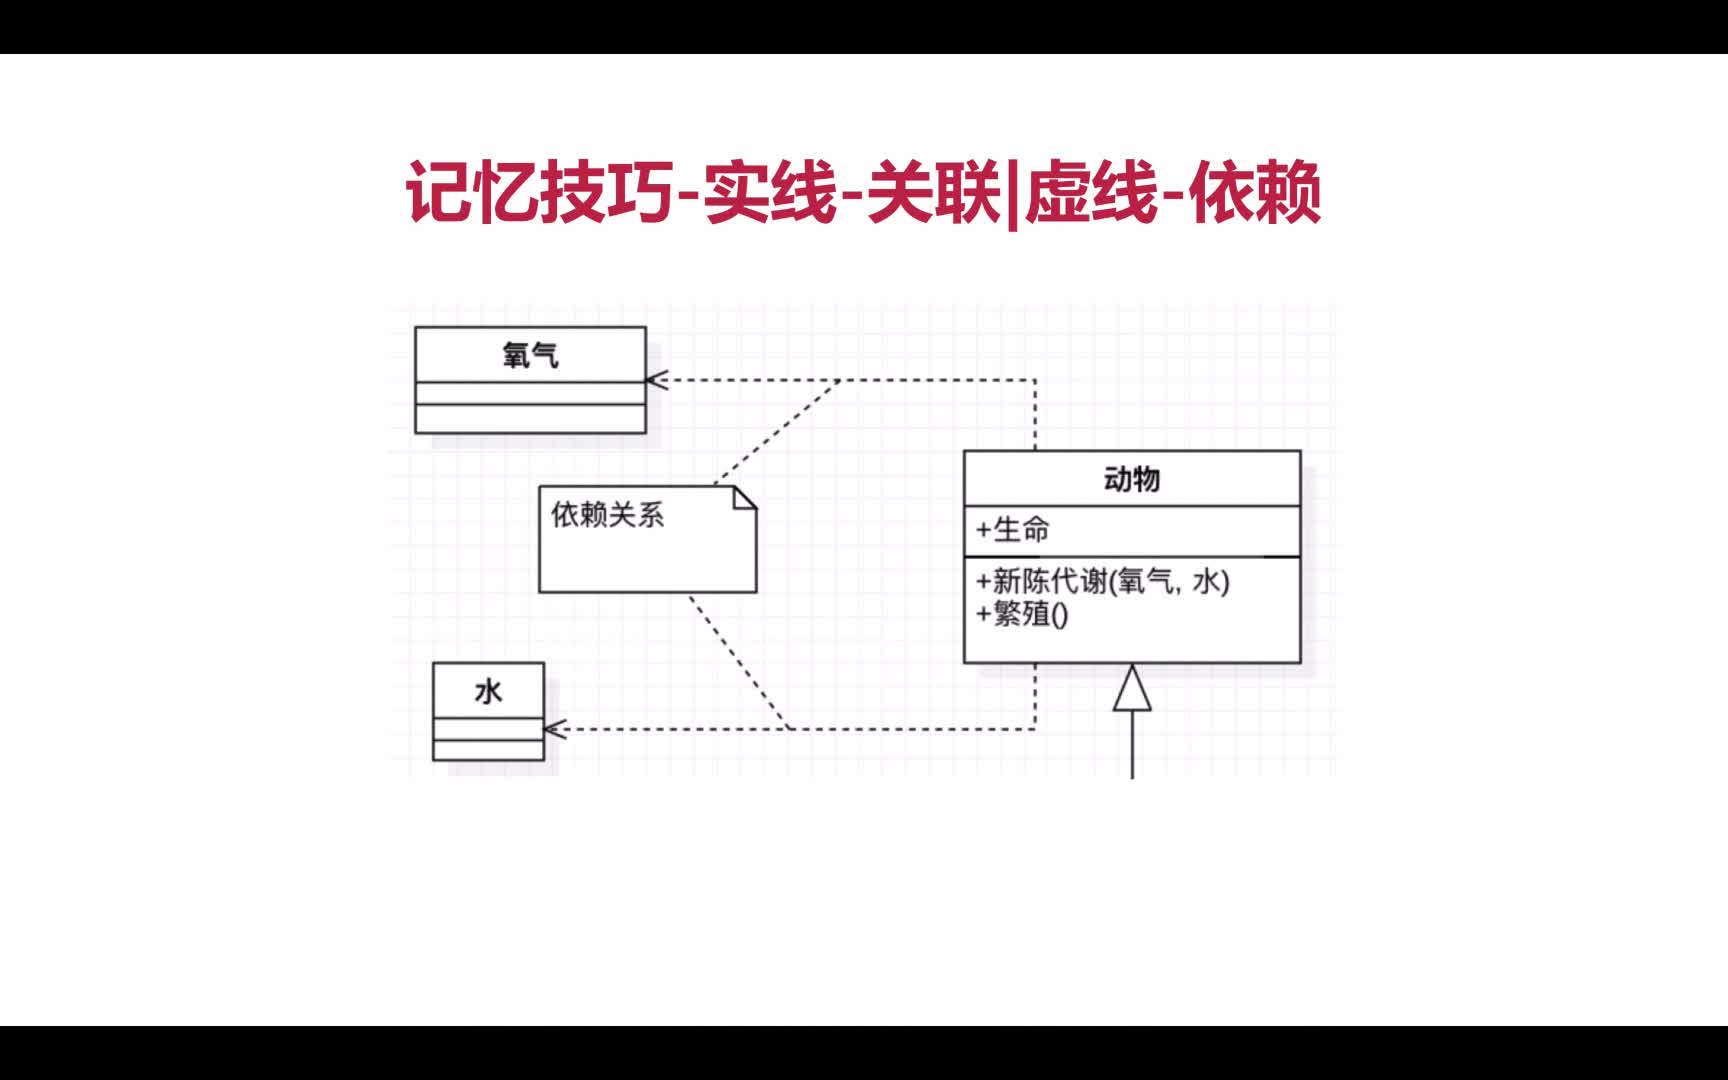 记忆技巧-实线-关联|虚线-依赖
氧气
依赖关系
水
动物
+生命
+新陈代谢(氧气, 水)
+繁殖()